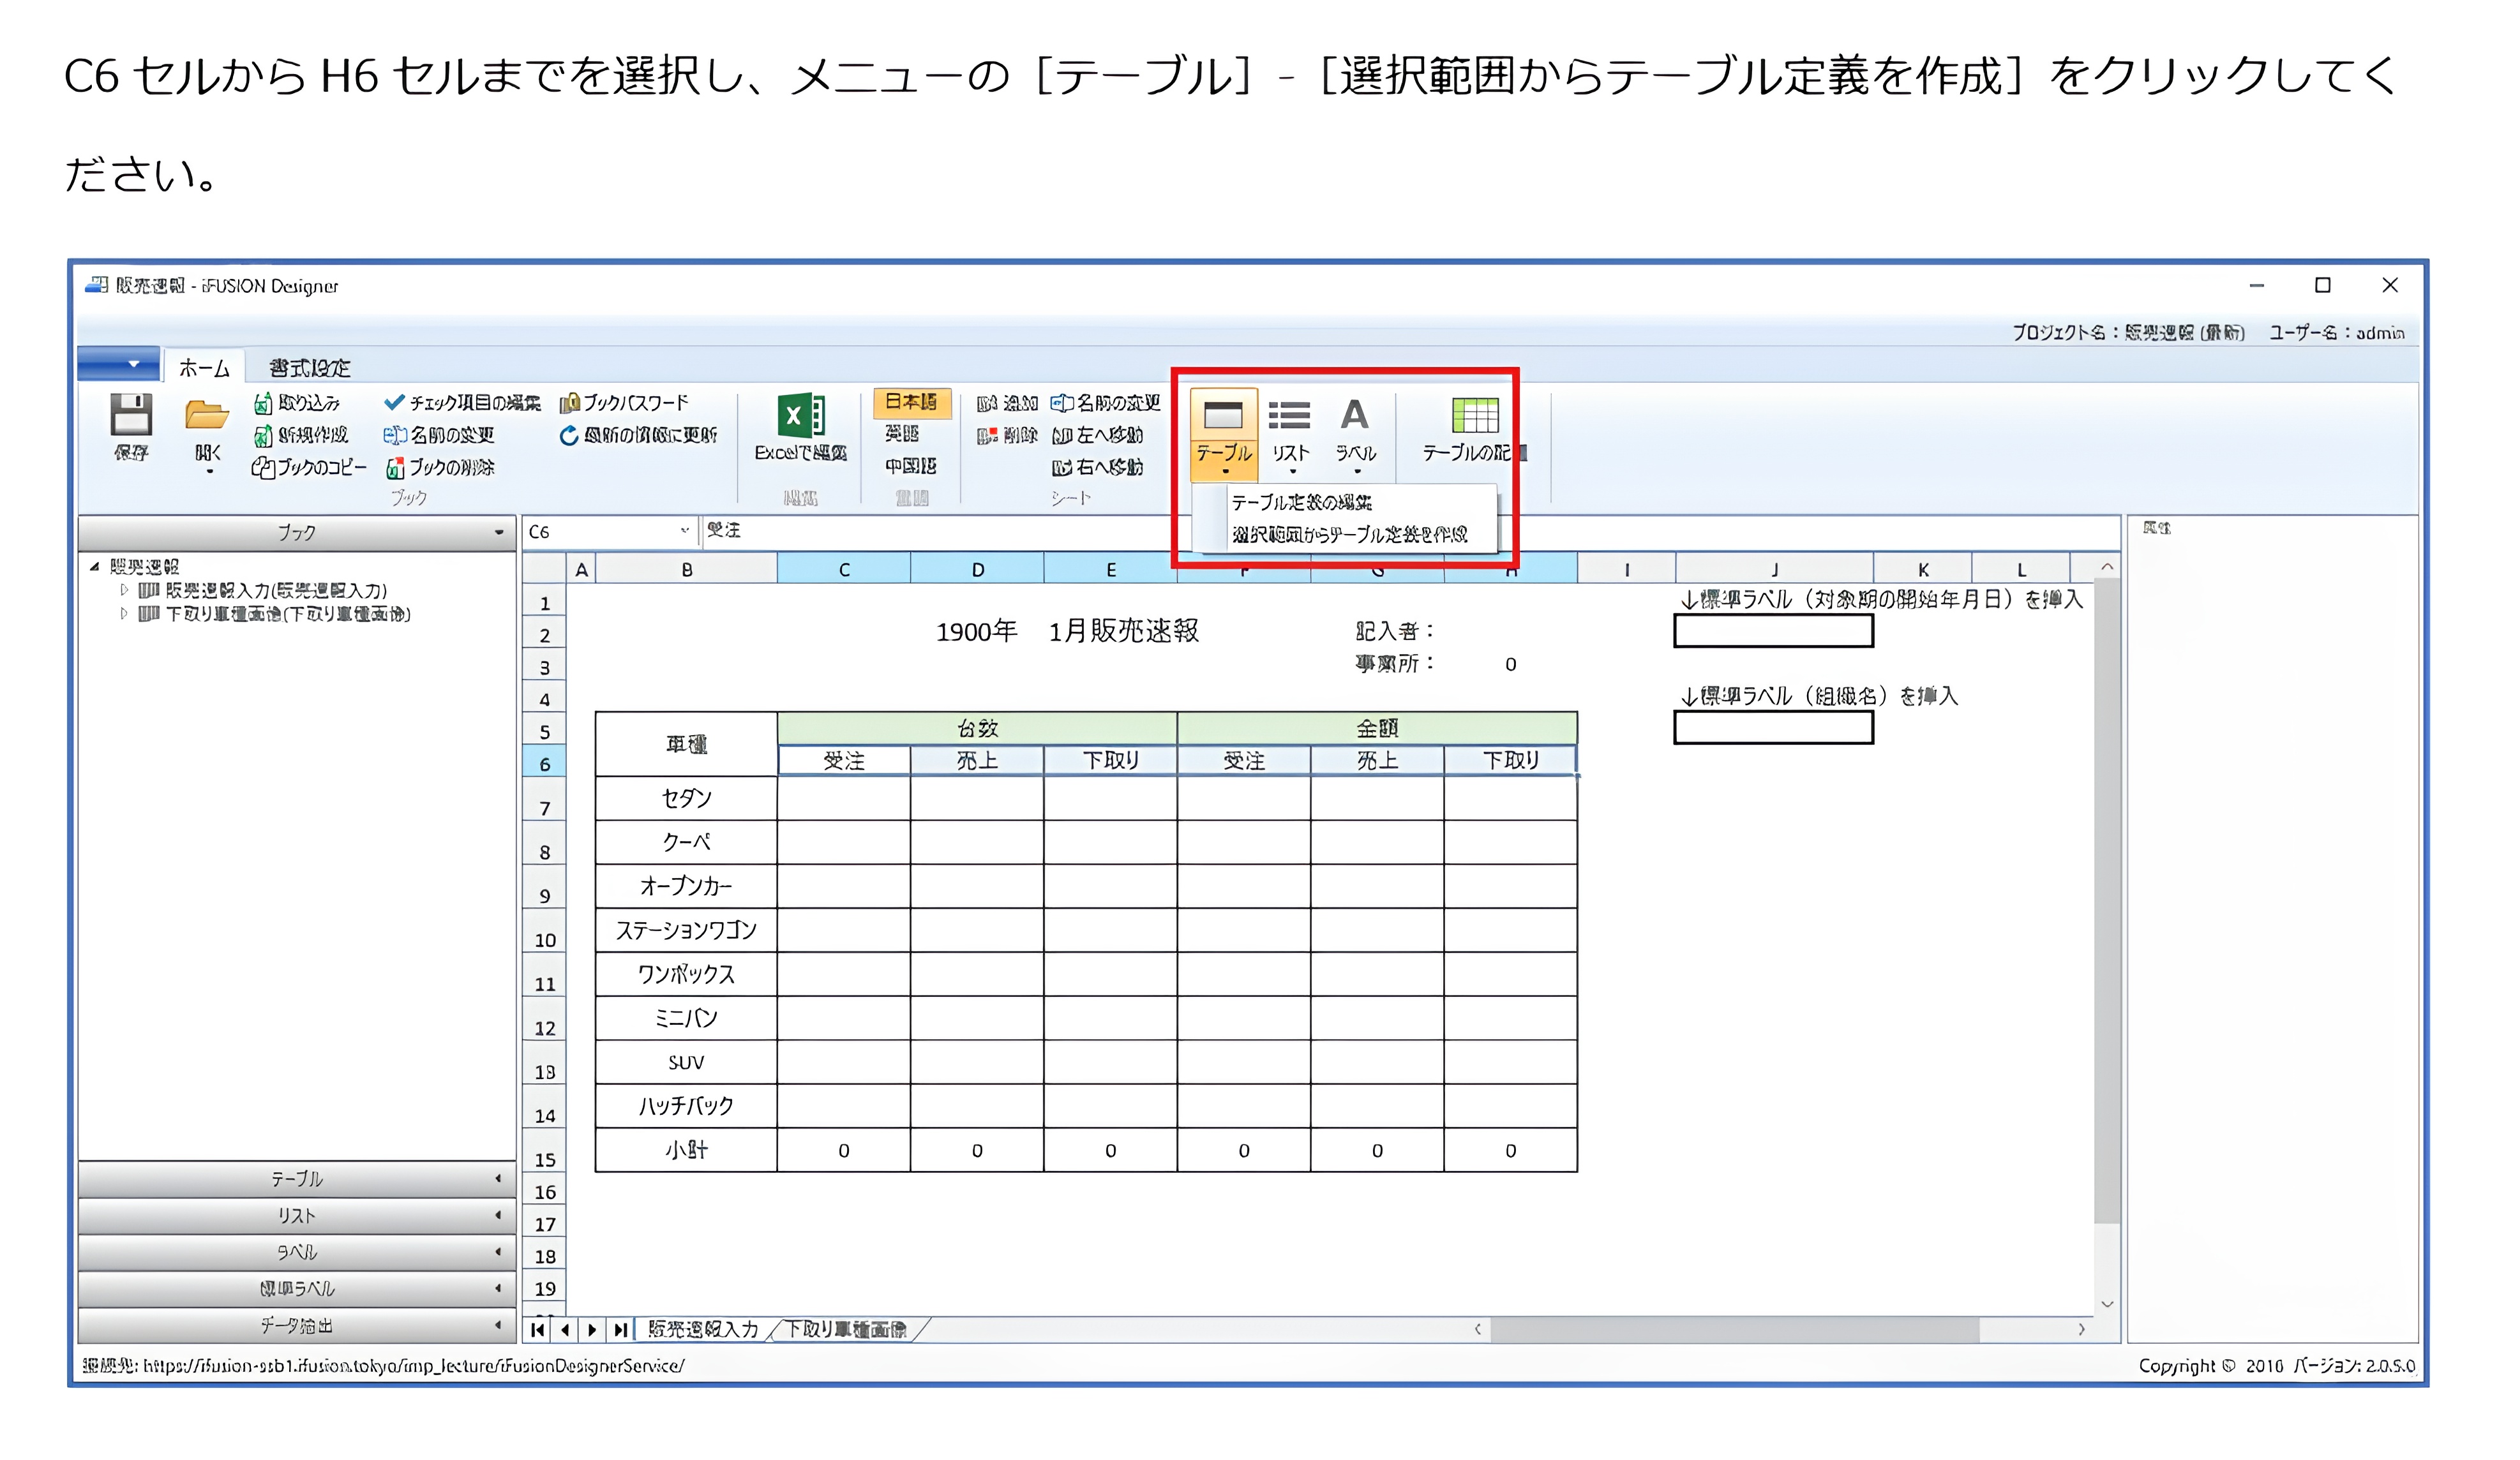 C6 セルから H6 セルまでを選択し、メニューの［テーブル］-［選択範囲からテーブル定義を作成］をクリックしてく
ださい。
販売速報 - iFUSION Designer
プロジェクト名：販売速報 (最新) ユーザー名：admin
ホーム 書式設定
保存 開く
取り込み チェック項目の編集 ブックパスワード
新規作成 名前の変更 最新の情報に更新
ブックのコピー ブックの削除
ブック
Excelで編集
編集
日本語
英語
中国語
言語
追加 名前の変更
削除 左へ移動
右へ移動
シート
テーブル リスト ラベル テーブルの配
テーブル定義の編集
選択範囲からテーブル定義を作成
ブック
C6 受注
属性
販売速報
販売速報入力(販売速報入力)
下取り車種画像(下取り車種画像)
A B C D E F G H I J K L
1 ↓標準ラベル（対象期の開始年月日）を挿入
2 1900年 1月販売速報 記入者：
3 事業所： 0
4 ↓標準ラベル（組織名）を挿入
5 車種 台数 金額
6 受注 売上 下取り 受注 売上 下取り
7 セダン
8 クーペ
9 オープンカー
10 ステーションワゴン
11 ワンボックス
12 ミニバン
13 SUV
14 ハッチバック
15 小計 0 0 0 0 0 0
16
17
18
19
テーブル
リスト
ラベル
標準ラベル
データ抽出
販売速報入力 下取り車種画像
接続先: https://ifusion-ssb1.ifusion.tokyo/imp_lecture/iFusionDesignerService/
Copyright © 2016 バージョン: 2.0.5.0